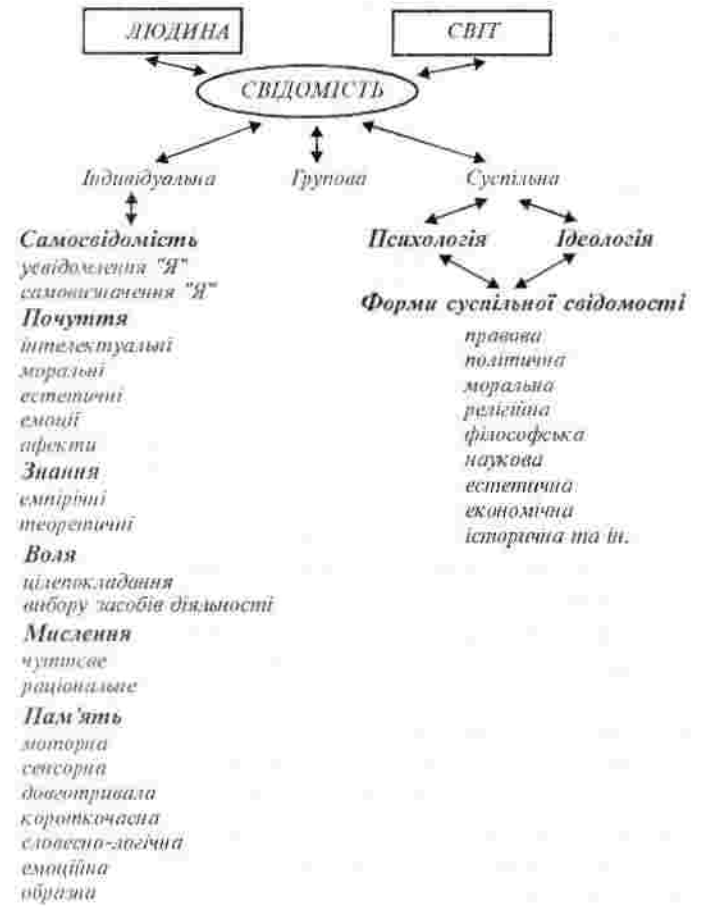 ЛЮДИНА
СВІТ
СВІДОМІСТЬ
Індивідуальна
Групова
Суспільна
Самосвідомість
усвідомлення "Я"
самовизначення "Я"
Почуття
інтелектуальні
моральні
естетичні
емоції
афекти
Знання
емпірічні
теоретичні
Воля
цілепокладання
вибору засобів діяльності
Мислення
чуттєве
раціональне
Пам'ять
моторна
сенсорна
довготривала
короткочасна
словесно-логічна
емоційна
образна
Психологія
Ідеологія
Форми суспільної свідомості
правова
політична
моральна
релігійна
філософська
наукова
естетична
економічна
історична та ін.